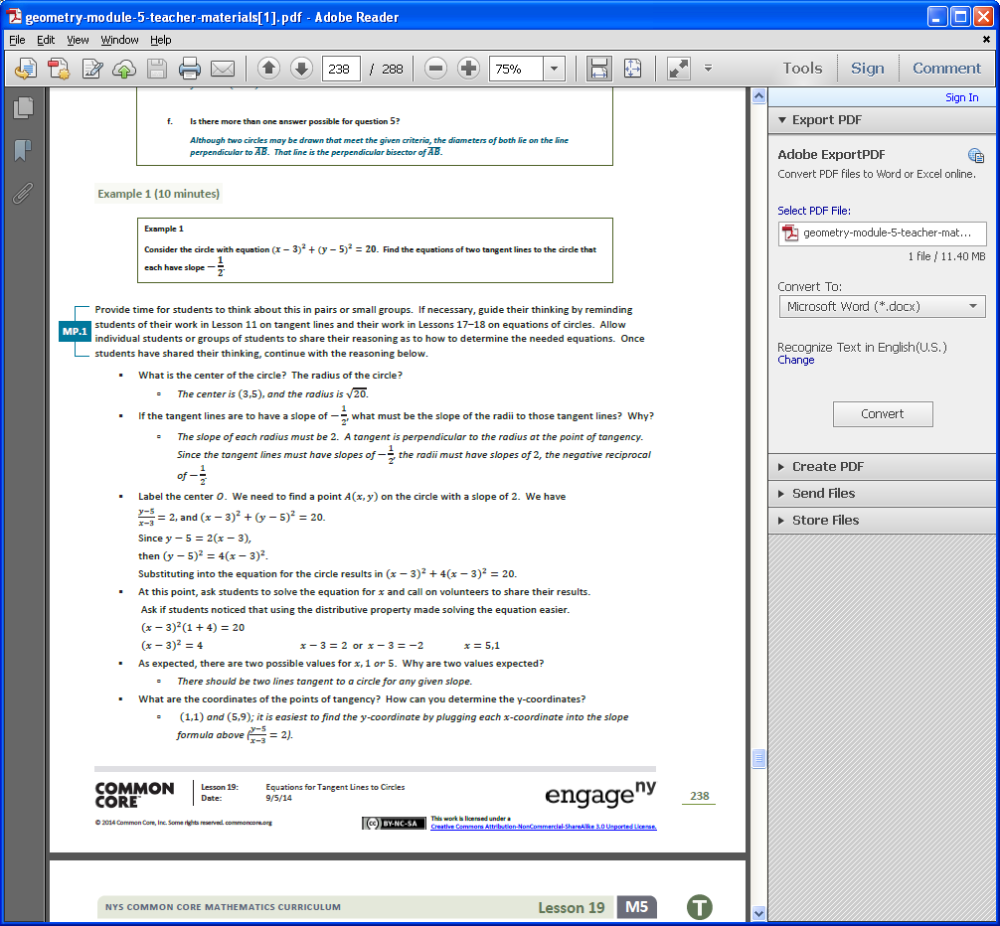 geometry-module-5-teacher-materials[1].pdf - Adobe Reader
File Edit View Window Help
238 / 288 75% Tools Sign Comment
Sign In
Export PDF
Adobe ExportPDF
Convert PDF files to Word or Excel online.
Select PDF File:
geometry-module-5-teacher-mat...
1 file / 11.40 MB
Convert To:
Microsoft Word (*.docx)
Recognize Text in English(U.S.)
Change
Convert
Create PDF
Send Files
Store Files
f. Is there more than one answer possible for question 5?
Although two circles may be drawn that meet the given criteria, the diameters of both lie on the line
perpendicular to A̅B̅. That line is the perpendicular bisector of A̅B̅.
Example 1 (10 minutes)
Example 1
Consider the circle with equation (x − 3)² + (y − 5)² = 20. Find the equations of two tangent lines to the circle that
each have slope −1/2.
MP.1
Provide time for students to think about this in pairs or small groups. If necessary, guide their thinking by reminding
students of their work in Lesson 11 on tangent lines and their work in Lessons 17–18 on equations of circles. Allow
individual students or groups of students to share their reasoning as to how to determine the needed equations. Once
students have shared their thinking, continue with the reasoning below.
▪ What is the center of the circle? The radius of the circle?
▫ The center is (3,5), and the radius is √20.
▪ If the tangent lines are to have a slope of −1/2, what must be the slope of the radii to those tangent lines? Why?
▫ The slope of each radius must be 2. A tangent is perpendicular to the radius at the point of tangency.
Since the tangent lines must have slopes of −1/2, the radii must have slopes of 2, the negative reciprocal
of −1/2.
▪ Label the center O. We need to find a point A(x, y) on the circle with a slope of 2. We have
(y−5)/(x−3) = 2, and (x − 3)² + (y − 5)² = 20.
Since y − 5 = 2(x − 3),
then (y − 5)² = 4(x − 3)².
Substituting into the equation for the circle results in (x − 3)² + 4(x − 3)² = 20.
▪ At this point, ask students to solve the equation for x and call on volunteers to share their results.
Ask if students noticed that using the distributive property made solving the equation easier.
(x − 3)²(1 + 4) = 20
(x − 3)² = 4 x − 3 = 2 or x − 3 = −2 x = 5,1
▪ As expected, there are two possible values for x, 1 or 5. Why are two values expected?
▫ There should be two lines tangent to a circle for any given slope.
▪ What are the coordinates of the points of tangency? How can you determine the y-coordinates?
▫ (1,1) and (5,9); it is easiest to find the y-coordinate by plugging each x-coordinate into the slope
formula above ((y−5)/(x−3) = 2).
COMMON
CORE™
Lesson 19: Equations for Tangent Lines to Circles
Date: 9/5/14
engageny
238
© 2014 Common Core, Inc. Some rights reserved. commoncore.org
(cc) BY-NC-SA
This work is licensed under a
Creative Commons Attribution-NonCommercial-ShareAlike 3.0 Unported License.
NYS COMMON CORE MATHEMATICS CURRICULUM Lesson 19 M5 T